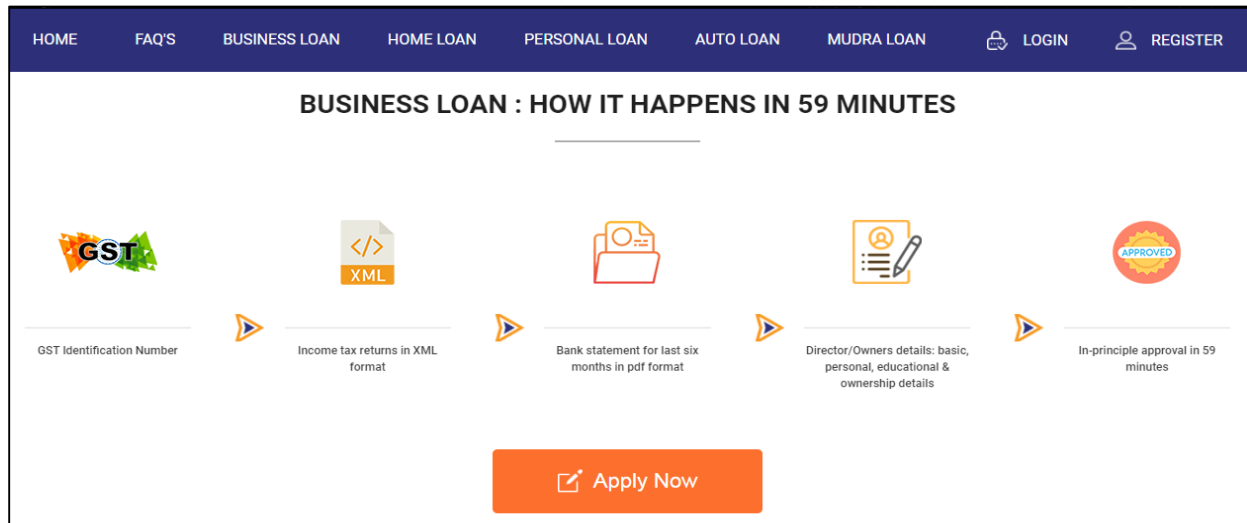 HOME FAQ'S BUSINESS LOAN HOME LOAN PERSONAL LOAN AUTO LOAN MUDRA LOAN LOGIN REGISTER
BUSINESS LOAN : HOW IT HAPPENS IN 59 MINUTES
GST
</>
XML
APPROVED
GST Identification Number
Income tax returns in XML
format
Bank statement for last six
months in pdf format
Director/Owners details: basic,
personal, educational &
ownership details
In-principle approval in 59
minutes
Apply Now